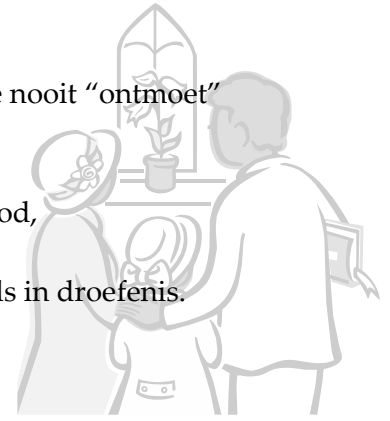 nooit “ontmoet”
od,
ls in droefenis.